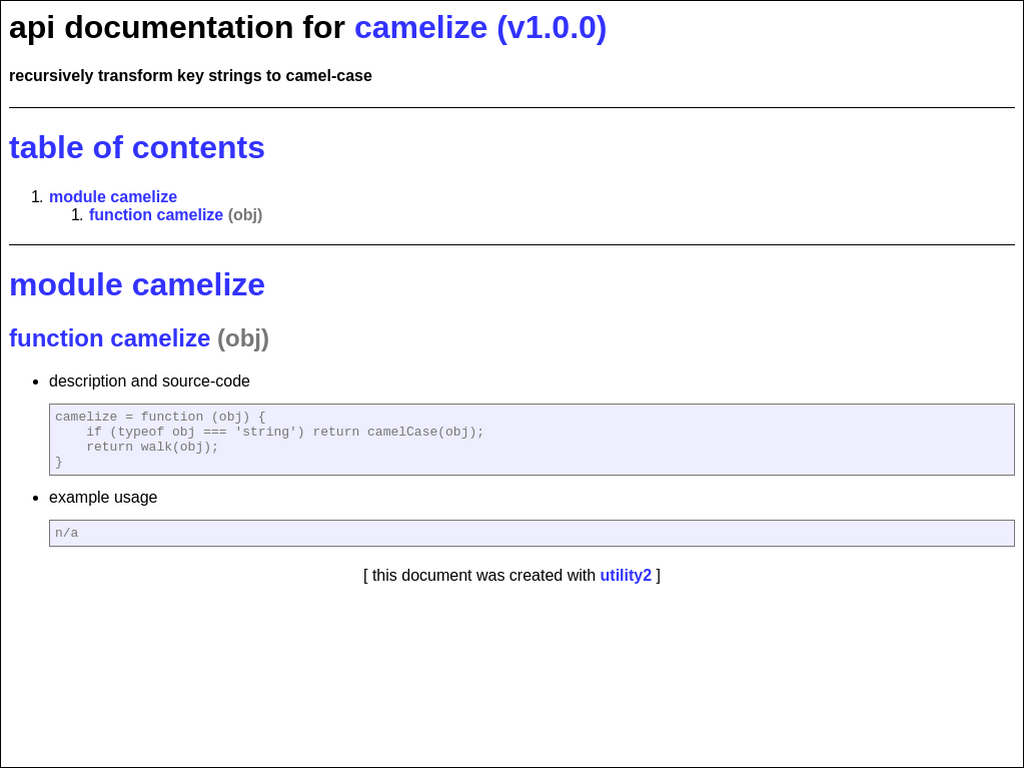 api documentation for camelize (v1.0.0)
recursively transform key strings to camel-case
table of contents
1. module camelize
1. function camelize (obj)
module camelize
function camelize (obj)
• description and source-code
camelize = function (obj) {
    if (typeof obj === 'string') return camelCase(obj);
    return walk(obj);
}
• example usage
n/a
[ this document was created with utility2 ]